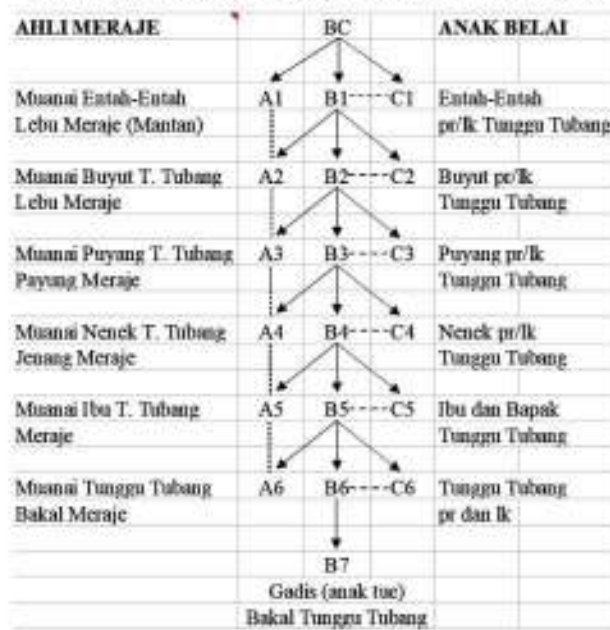 AHLI MERAJE BC ANAK BELAI
Muanai Entah-Entah A1 B1----C1 Entah-Entah
Lebu Meraje (Mantan) pr/lk Tunggu Tubang
Muanai Buyut T. Tubang A2 B2----C2 Buyut pr/lk
Lebu Meraje Tunggu Tubang
Muanai Puyang T. Tubang A3 B3----C3 Puyang pr/lk
Payung Meraje Tunggu Tubang
Muanai Nenek T. Tubang A4 B4----C4 Nenek pr/lk
Jenang Meraje Tunggu Tubang
Muanai Ibu T. Tubang A5 B5----C5 Ibu dan Bapak
Meraje Tunggu Tubang
Muanai Tunggu Tubang A6 B6----C6 Tunggu Tubang
Bakal Meraje pr dan lk
B7
Gadis (anak tue)
Bakal Tunggu Tubang